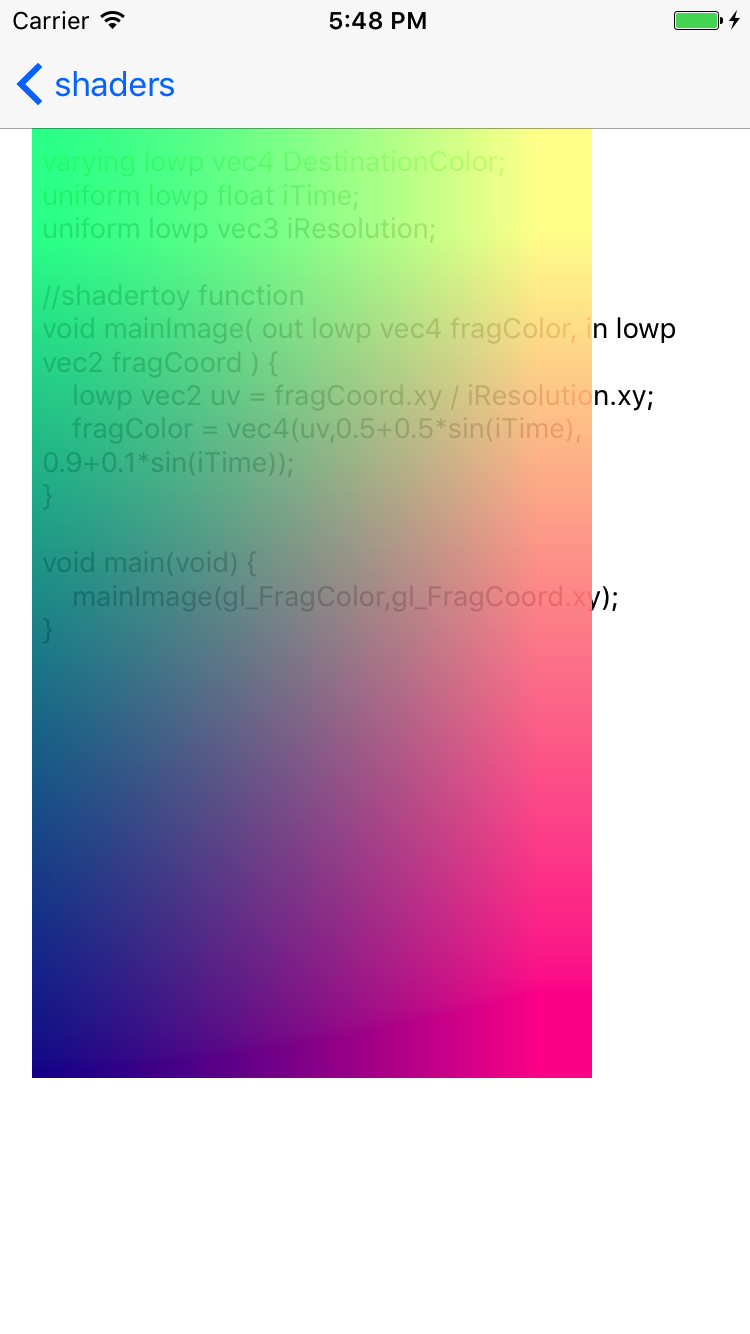 Carrier 5:48 PM
shaders
varying lowp vec4 DestinationColor;
uniform lowp float iTime;
uniform lowp vec3 iResolution;
//shadertoy function
void mainImage( out lowp vec4 fragColor, in lowp
vec2 fragCoord ) {
    lowp vec2 uv = fragCoord.xy / iResolution.xy;
    fragColor = vec4(uv,0.5+0.5*sin(iTime),
0.9+0.1*sin(iTime));
}
void main(void) {
    mainImage(gl_FragColor,gl_FragCoord.xy);
}